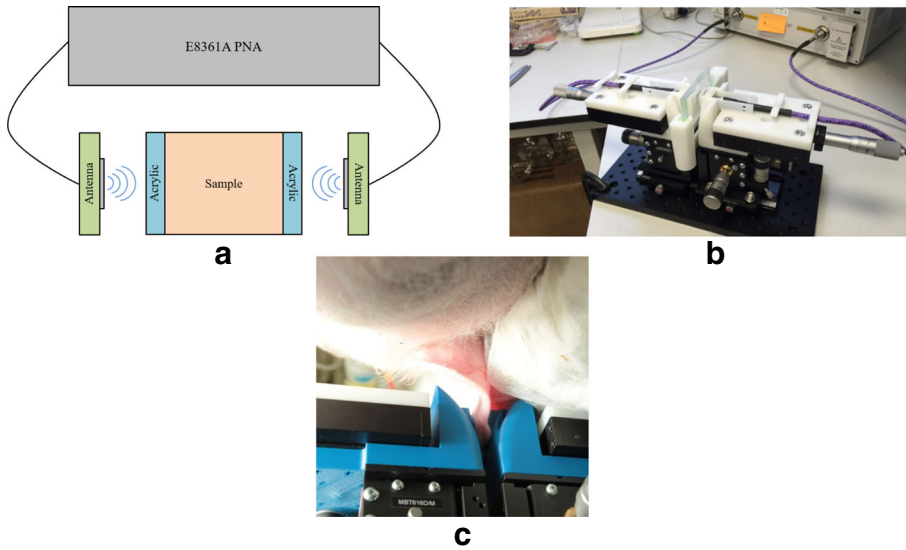 E8361A PNA
Antenna
Acrylic
Sample
Acrylic
Antenna
a
b
MBT616D/M
c